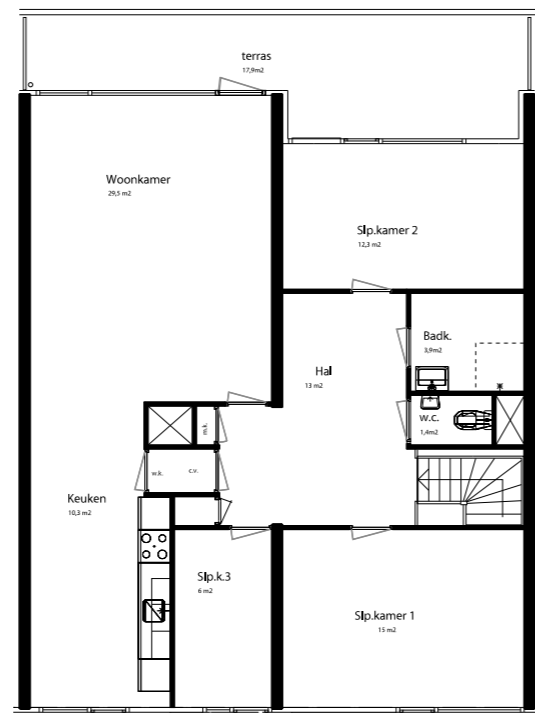 terras
17,9m2
Woonkamer
29,5 m2
Slp.kamer 2
12,3 m2
Badk.
3,9m2
Hal
13 m2
w.c.
1,4m2
m.k.
w.k.
c.v.
Keuken
10,3 m2
Slp.k.3
6 m2
Slp.kamer 1
15 m2